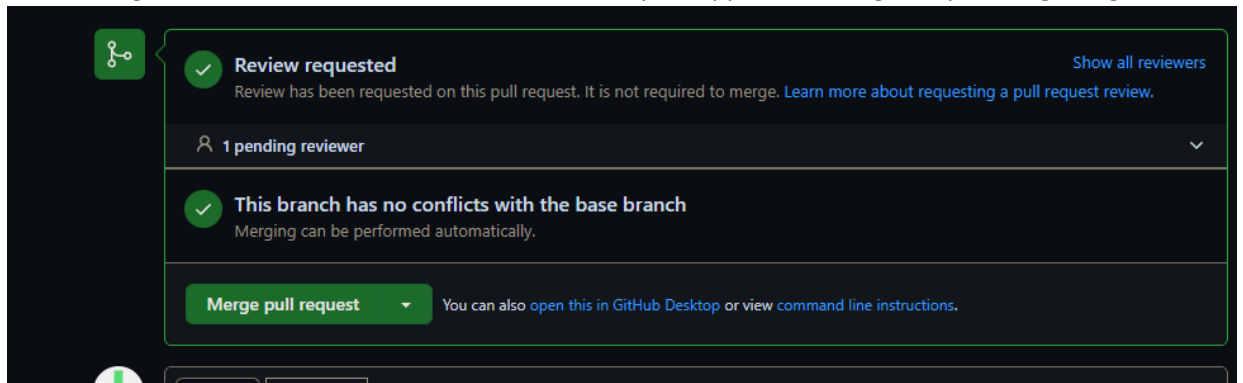 Review requested
Show all reviewers
Review has been requested on this pull request. It is not required to merge. Learn more about requesting a pull request review.
1 pending reviewer
This branch has no conflicts with the base branch
Merging can be performed automatically.
Merge pull request
You can also open this in GitHub Desktop or view command line instructions.